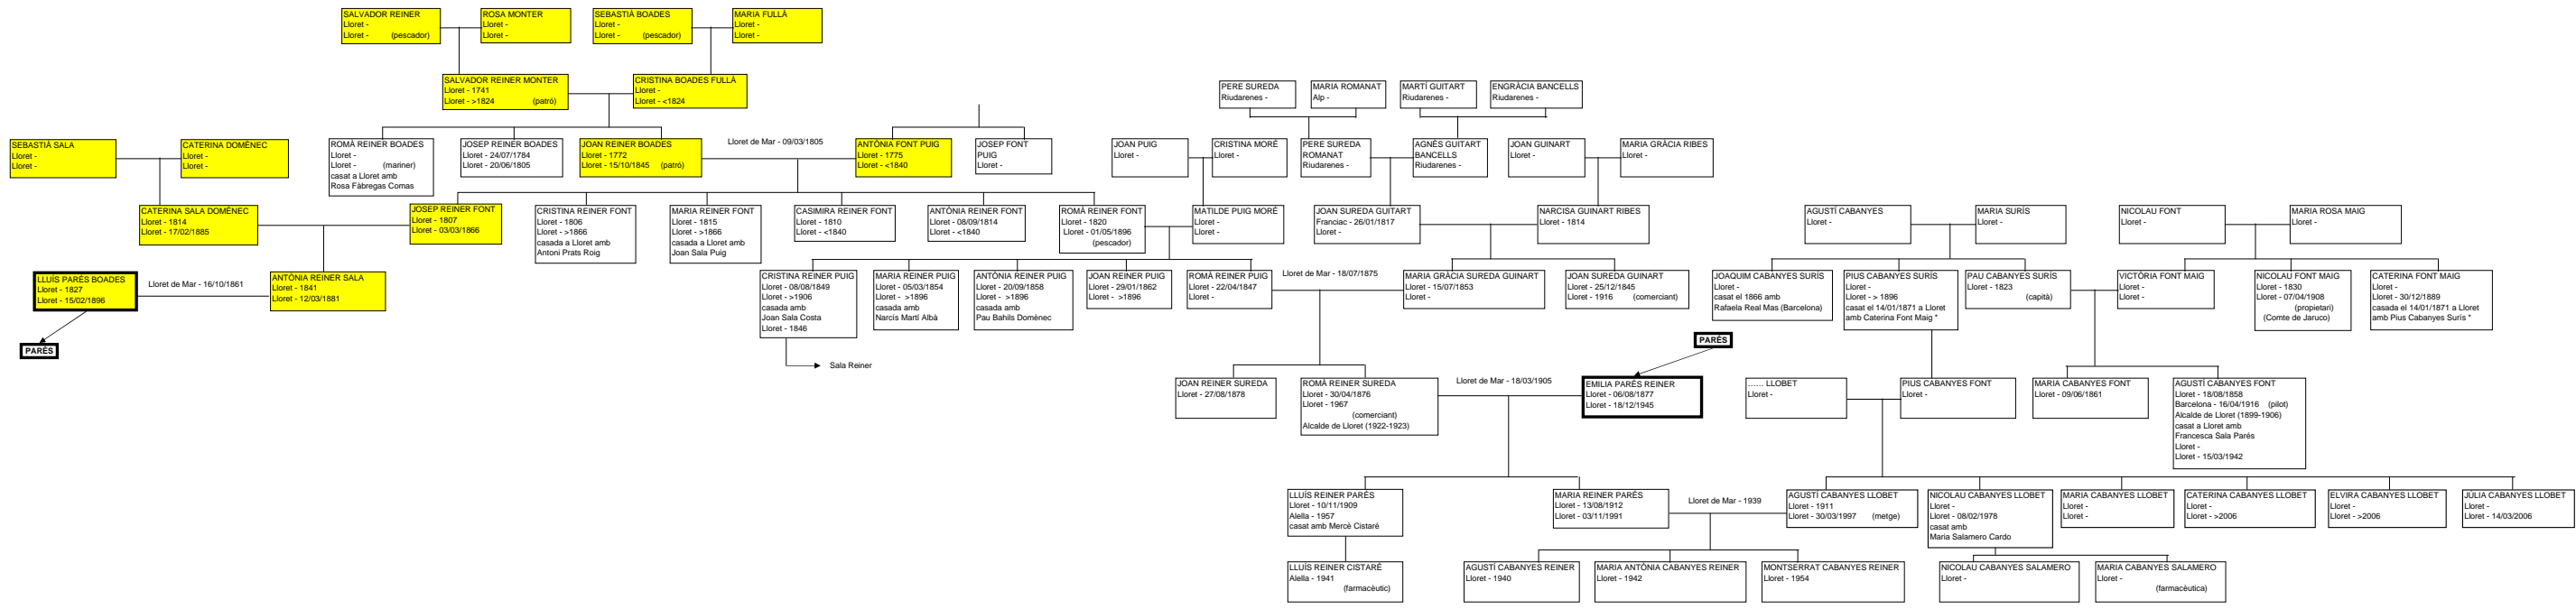 SALVADOR REINER
Lloret -
Lloret - (pescador)
ROSA MONTER
Lloret -
Lloret -
SEBASTIÀ BOADES
Lloret -
Lloret - (pescador)
MARIA FULLÀ
Lloret -
Lloret -
SALVADOR REINER MONTER
Lloret - 1741
Lloret - >1824 (patró)
CRISTINA BOADES FULLÀ
Lloret -
Lloret - <1824
PERE SUREDA
Riudarenes -
MARIA ROMANAT
Alp -
MARTÍ GUITART
Riudarenes -
ENGRÀCIA BANCELLS
Riudarenes -
SEBASTIÀ SALA
Lloret -
Lloret -
CATERINA DOMÈNEC
Lloret -
Lloret -
ROMÀ REINER BOADES
Lloret -
Lloret - (mariner)
casat a Lloret amb
Rosa Fàbregas Comas
JOSEP REINER BOADES
Lloret - 24/07/1784
Lloret - 20/06/1805
JOAN REINER BOADES
Lloret - 1772
Lloret - 15/10/1845 (patró)
Lloret de Mar - 09/03/1805
ANTÒNIA FONT PUIG
Lloret - 1775
Lloret - <1840
JOSEP FONT
PUIG
Lloret -
JOAN PUIG
Lloret -
CRISTINA MORÉ
Lloret -
PERE SUREDA
ROMANAT
Riudarenes -
AGNÈS GUITART
BANCELLS
Riudarenes -
JOAN GUINART
Lloret -
MARIA GRÀCIA RIBES
Lloret -
CATERINA SALA DOMÈNEC
Lloret - 1814
Lloret - 17/02/1885
JOSEP REINER FONT
Lloret - 1807
Lloret - 03/03/1866
CRISTINA REINER FONT
Lloret - 1806
Lloret - >1866
casada a Lloret amb
Antoni Prats Roig
MARIA REINER FONT
Lloret - 1815
Lloret - >1866
casada a Lloret amb
Joan Sala Puig
CASIMIRA REINER FONT
Lloret - 1810
Lloret - <1840
ANTÒNIA REINER FONT
Lloret - 08/09/1814
Lloret - <1840
ROMÀ REINER FONT
Lloret - 1820
Lloret - 01/05/1896
(pescador)
MATILDE PUIG MORÉ
Lloret -
Lloret -
JOAN SUREDA GUITART
Franciac - 26/01/1817
Lloret -
NARCISA GUINART RIBES
Lloret - 1814
AGUSTÍ CABANYES
Lloret -
MARIA SURÍS
Lloret -
NICOLAU FONT
Lloret -
MARIA ROSA MAIG
Lloret -
LLUÍS PARÉS BOADES
Lloret - 1827
Lloret - 15/02/1896
Lloret de Mar - 16/10/1861
ANTÒNIA REINER SALA
Lloret - 1841
Lloret - 12/03/1881
CRISTINA REINER PUIG
Lloret - 08/08/1849
Lloret - >1906
casada amb
Joan Sala Costa
Lloret - 1846
MARIA REINER PUIG
Lloret - 05/03/1854
Lloret - >1896
casada amb
Narcís Martí Albà
ANTÒNIA REINER PUIG
Lloret - 20/09/1858
Lloret - >1896
casada amb
Pau Bahils Domènec
JOAN REINER PUIG
Lloret - 29/01/1862
Lloret - >1896
ROMÀ REINER PUIG
Lloret - 22/04/1847
Lloret -
Lloret de Mar - 18/07/1875
MARIA GRÀCIA SUREDA GUINART
Lloret - 15/07/1853
Lloret -
JOAN SUREDA GUINART
Lloret - 25/12/1845
Lloret - 1916 (comerciant)
JOAQUIM CABANYES SURÍS
Lloret -
casat el 1866 amb
Rafaela Real Mas (Barcelona)
PIUS CABANYES SURÍS
Lloret -
Lloret - > 1896
casat el 14/01/1871 a Lloret
amb Caterina Font Maig *
PAU CABANYES SURÍS
Lloret - 1823
(capità)
VICTÒRIA FONT MAIG
Lloret -
Lloret -
NICOLAU FONT MAIG
Lloret - 1830
Lloret - 07/04/1908
(propietari)
(Comte de Jaruco)
CATERINA FONT MAIG
Lloret -
Lloret - 30/12/1889
casada el 14/01/1871 a Lloret
amb Pius Cabanyes Surís *
PARÉS
Sala Reiner
PARÉS
JOAN REINER SUREDA
Lloret - 27/08/1878
ROMÀ REINER SUREDA
Lloret - 30/04/1876
Lloret - 1967
(comerciant)
Alcalde de Lloret (1922-1923)
Lloret de Mar - 18/03/1905
EMILIA PARÉS REINER
Lloret - 06/08/1877
Lloret - 18/12/1945
...... LLOBET
Lloret -
PIUS CABANYES FONT
Lloret -
MARIA CABANYES FONT
Lloret - 09/06/1861
AGUSTÍ CABANYES FONT
Lloret - 18/08/1858
Barcelona - 16/04/1916 (pilot)
Alcalde de Lloret (1899-1906)
casat a Lloret amb
Francesca Sala Parés
Lloret -
Lloret - 15/03/1942
LLUÍS REINER PARÉS
Lloret - 10/11/1909
Alella - 1957
casat amb Mercè Cistaré
MARIA REINER PARÉS
Lloret - 13/08/1912
Lloret - 03/11/1991
Lloret de Mar - 1939
AGUSTÍ CABANYES LLOBET
Lloret - 1911
Lloret - 30/03/1997 (metge)
NICOLAU CABANYES LLOBET
Lloret -
Lloret - 08/02/1978
casat amb
Maria Salamero Cardo
MARIA CABANYES LLOBET
Lloret -
Lloret -
CATERINA CABANYES LLOBET
Lloret -
Lloret - >2006
ELVIRA CABANYES LLOBET
Lloret -
Lloret - >2006
JÚLIA CABANYES LLOBET
Lloret -
Lloret - 14/03/2006
LLUÍS REINER CISTARÉ
Alella - 1941
(farmacèutic)
AGUSTÍ CABANYES REINER
Lloret - 1940
MARIA ANTÒNIA CABANYES REINER
Lloret - 1942
MONTSERRAT CABANYES REINER
Lloret - 1954
NICOLAU CABANYES SALAMERO
Lloret -
MARIA CABANYES SALAMERO
Lloret -
(farmacèutica)